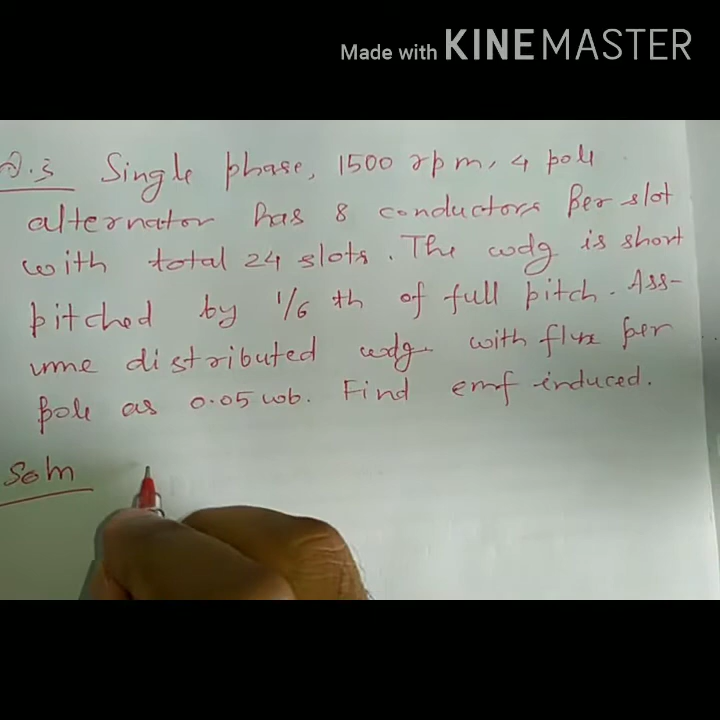 Made with KINEMASTER
Q.3 Single phase, 1500 rpm, 4 pole
alternator has 8 conductors per slot
with total 24 slots. The wdg is short
pitched by 1/6 th of full pitch. Ass-
ume distributed wdg with flux per
pole as 0.05 wb. Find emf induced.
Soln